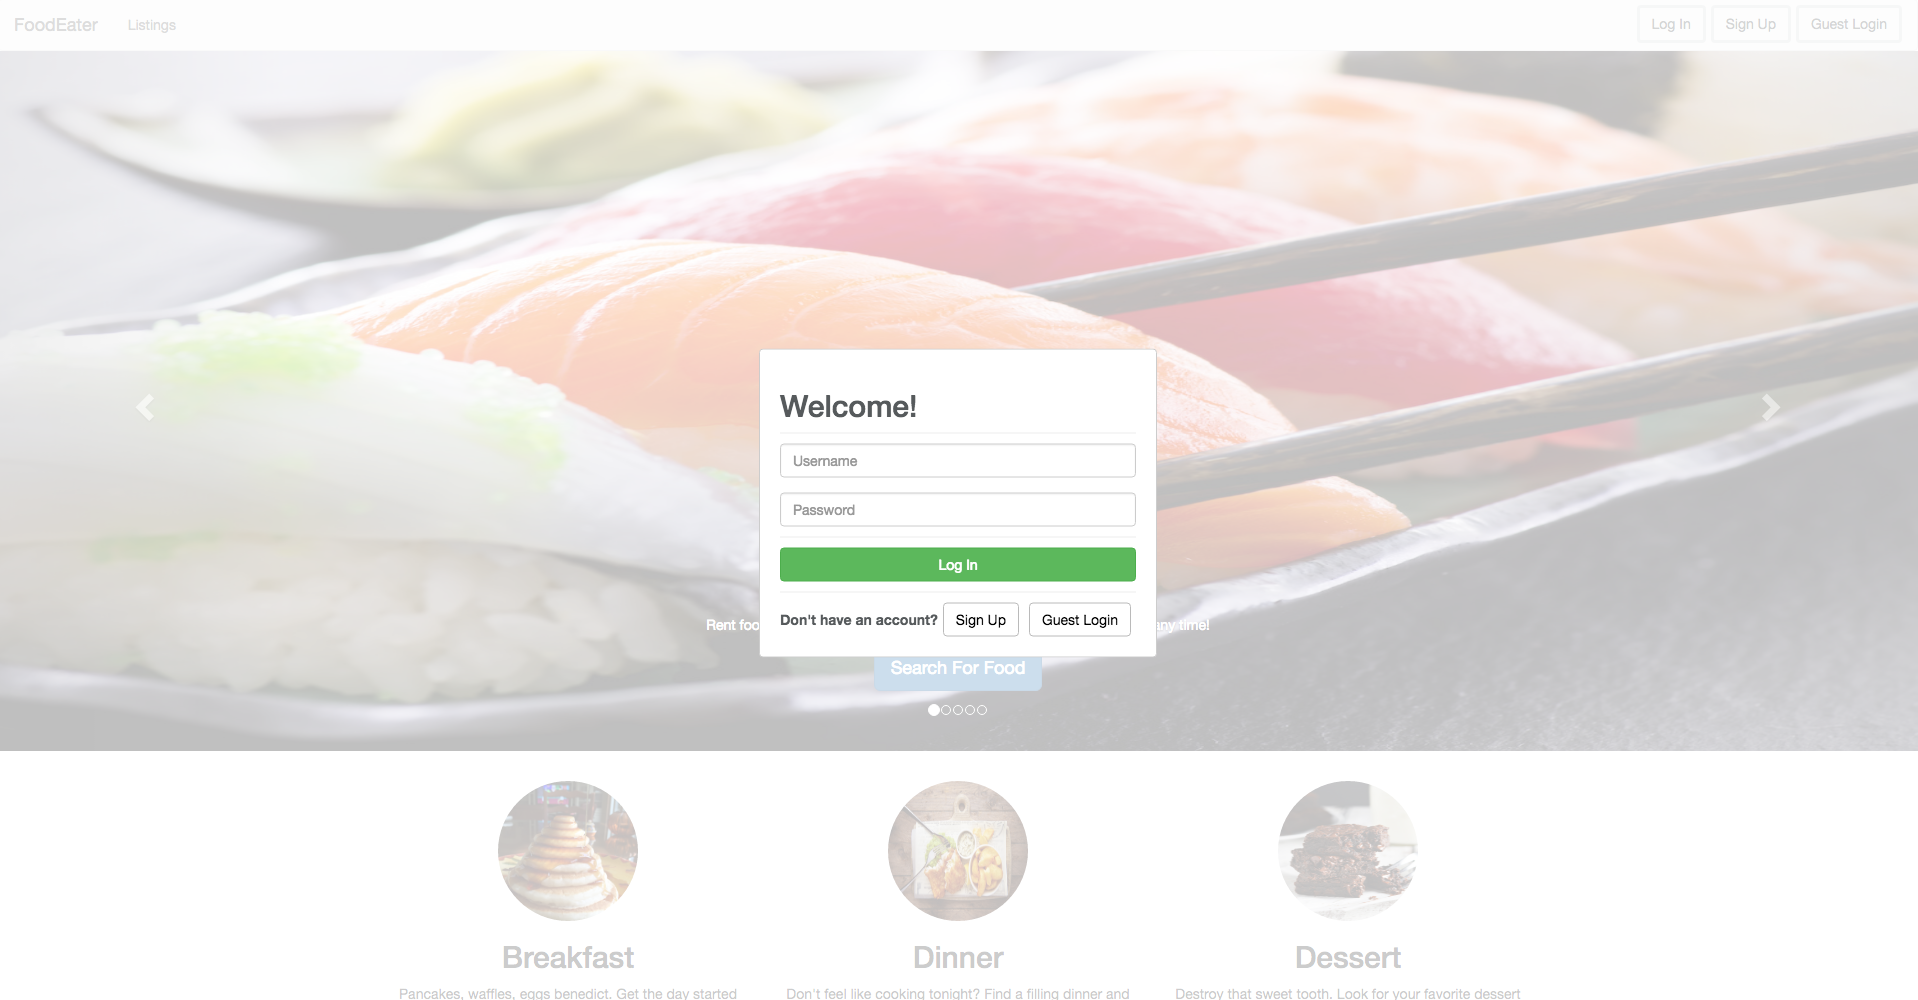 FoodEater Listings Log In Sign Up Guest Login
Welcome!
Username
Password
Log In
Don't have an account? Sign Up Guest Login
Rent any time!
Search For Food
Breakfast Dinner Dessert
Pancakes, waffles, eggs benedict. Get the day started
Don't feel like cooking tonight? Find a filling dinner and
Destroy that sweet tooth. Look for your favorite dessert